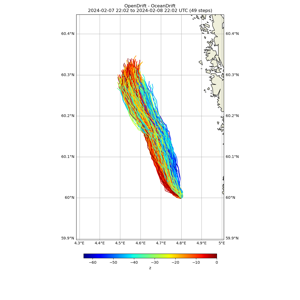 OpenDrift - OceanDrift
2024-02-07 22:02 to 2024-02-08 22:02 UTC (49 steps)
60.4°N 60.4°N
60.3°N 60.3°N
60.2°N 60.2°N
60.1°N 60.1°N
60°N 60°N
59.9°N 59.9°N
4.3°E 4.4°E 4.5°E 4.6°E 4.7°E 4.8°E 4.9°E 5°E
−60 −50 −40 −30 −20 −10 0
z